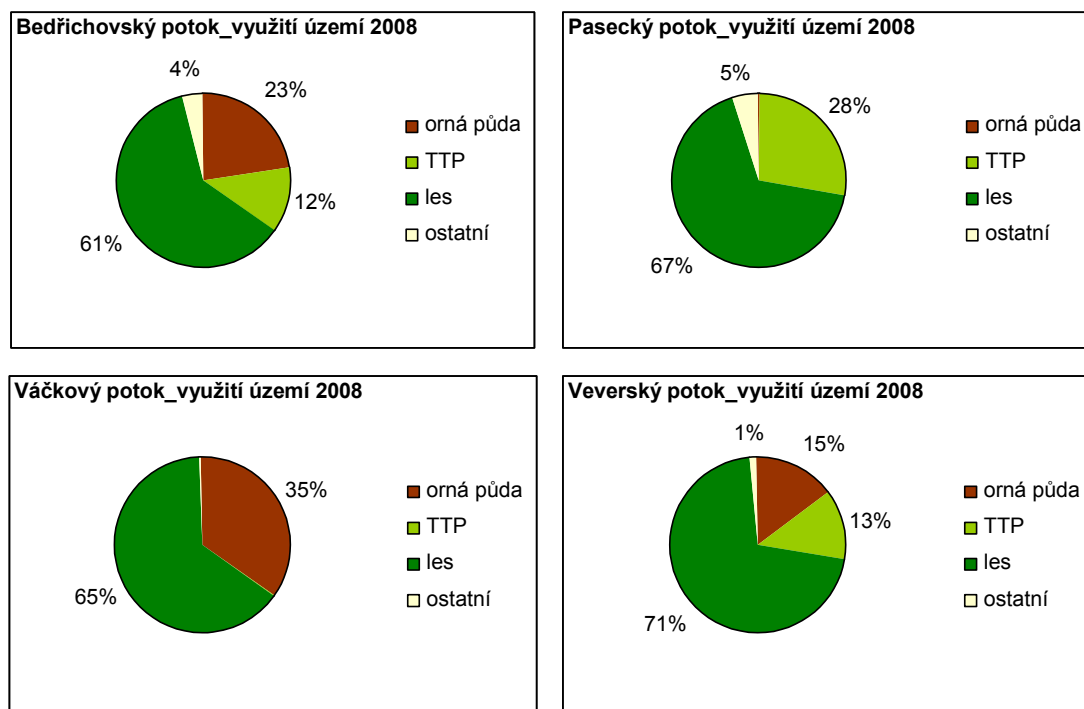 Bedřichovský potok_využití území 2008
4%
23%
12%
61%
orná půda
TTP
les
ostatní
Pasecký potok_využití území 2008
5%
28%
67%
orná půda
TTP
les
ostatní
Váčkový potok_využití území 2008
35%
65%
orná půda
TTP
les
ostatní
Veverský potok_využití území 2008
1%
15%
13%
71%
orná půda
TTP
les
ostatní